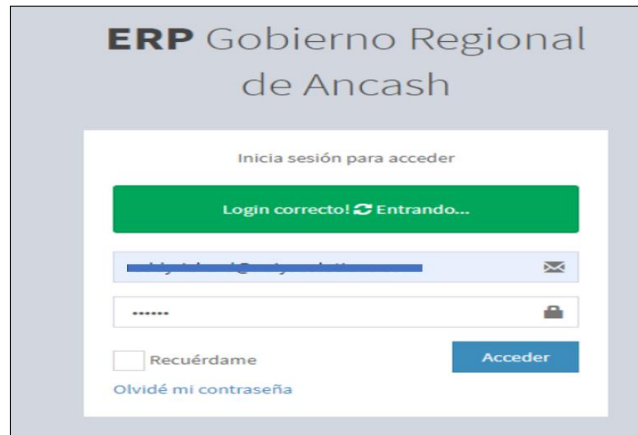 ERP Gobierno Regional
de Ancash
Inicia sesión para acceder
Login correcto! Entrando...
Recuérdame
Acceder
Olvidé mi contraseña